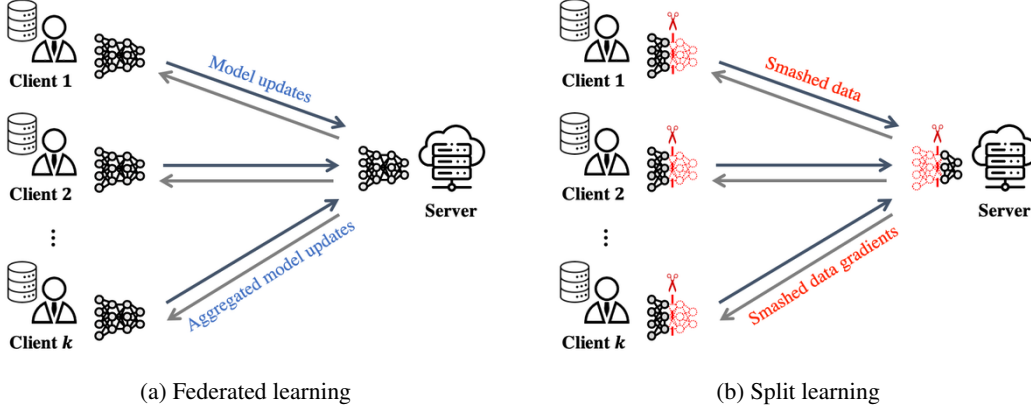 Client 1
Model updates
Client 2
Server
⋮
Client k
Aggregated model updates
(a) Federated learning
Client 1
Smashed data
Client 2
Server
⋮
Client k
Smashed data gradients
(b) Split learning